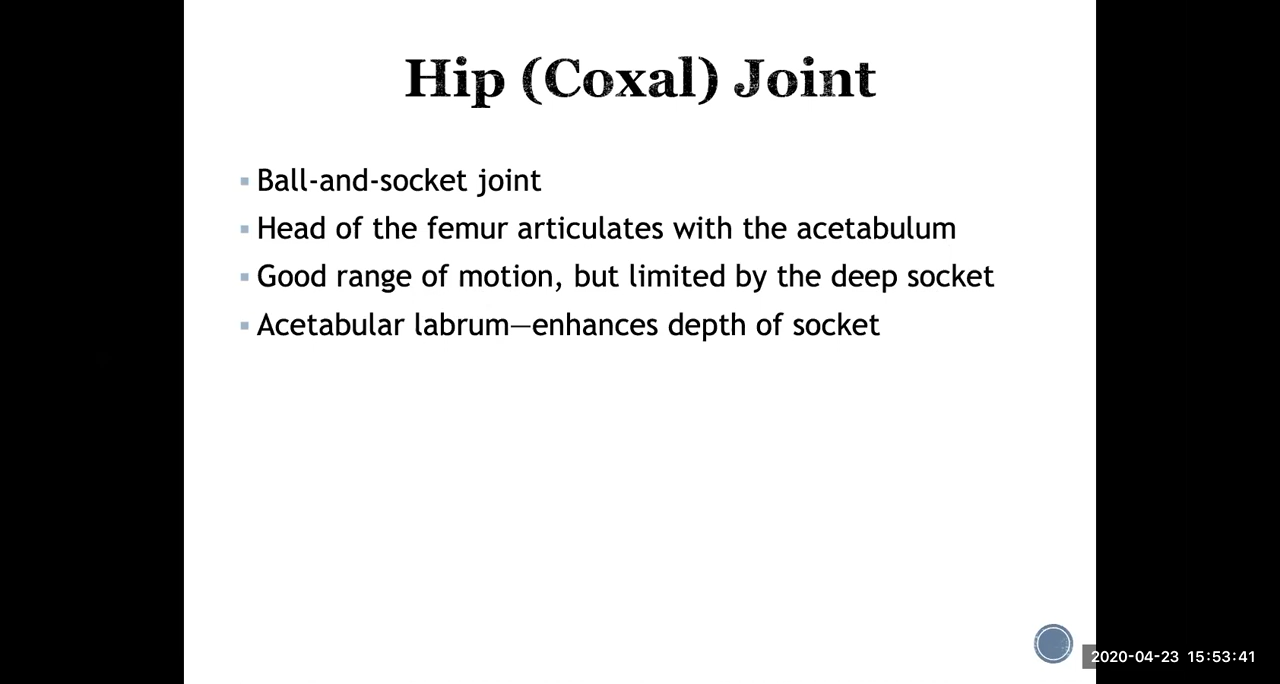 Hip (Coxal) Joint
▪ Ball-and-socket joint
▪ Head of the femur articulates with the acetabulum
▪ Good range of motion, but limited by the deep socket
▪ Acetabular labrum—enhances depth of socket
2020-04-23 15:53:41